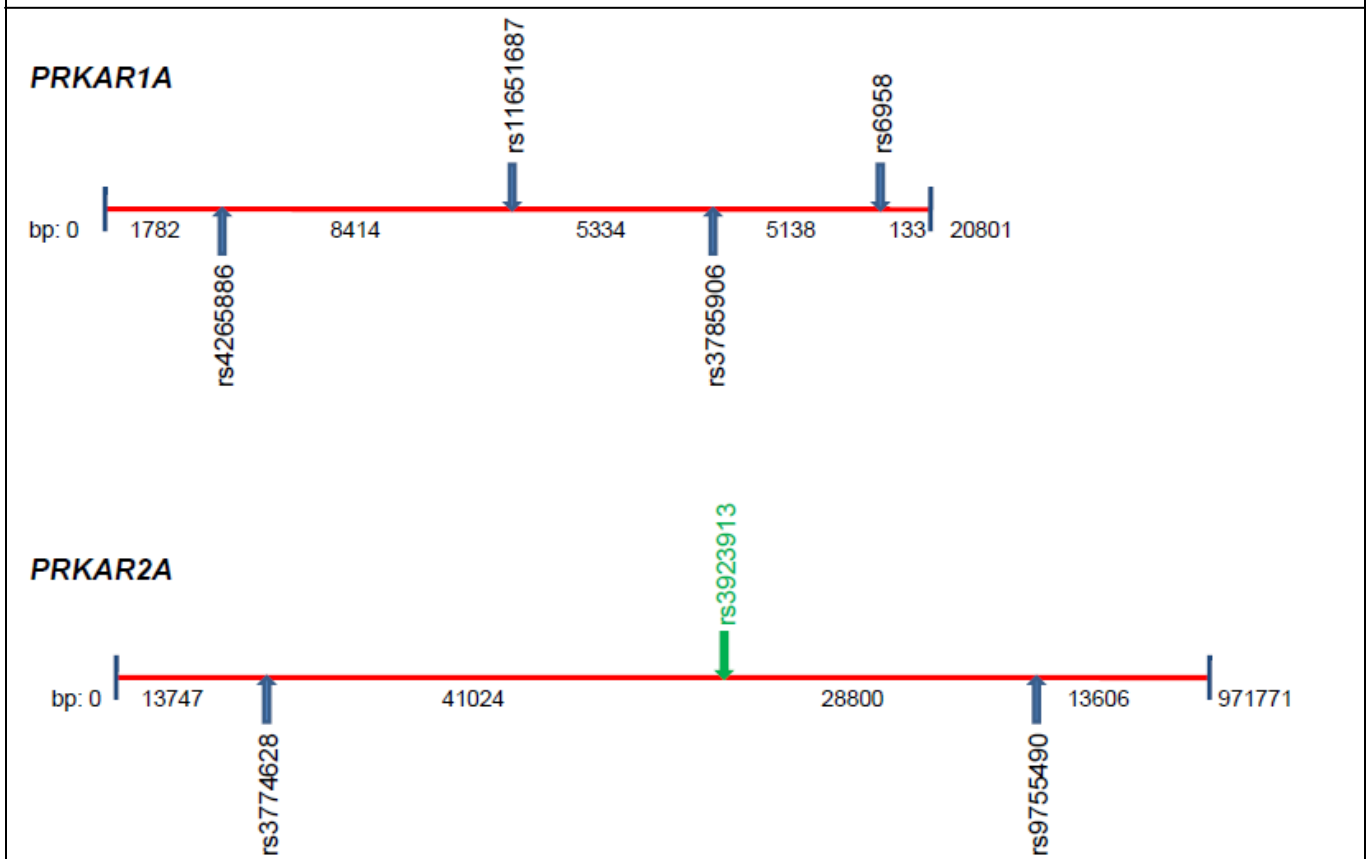 PRKAR1A
rs11651687
rs6958
bp: 0 1782 8414 5334 5138 133 20801
rs4265886
rs3785906
PRKAR2A
rs3923913
bp: 0 13747 41024 28800 13606 971771
rs3774628
rs9755490